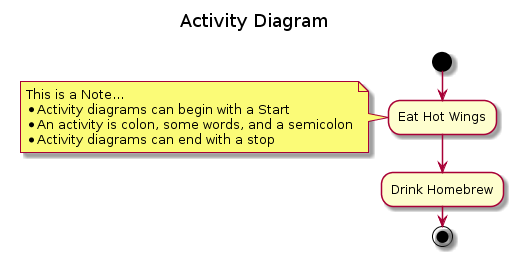 Activity Diagram
This is a Note...
• Activity diagrams can begin with a Start
• An activity is colon, some words, and a semicolon
• Activity diagrams can end with a stop
Eat Hot Wings
Drink Homebrew